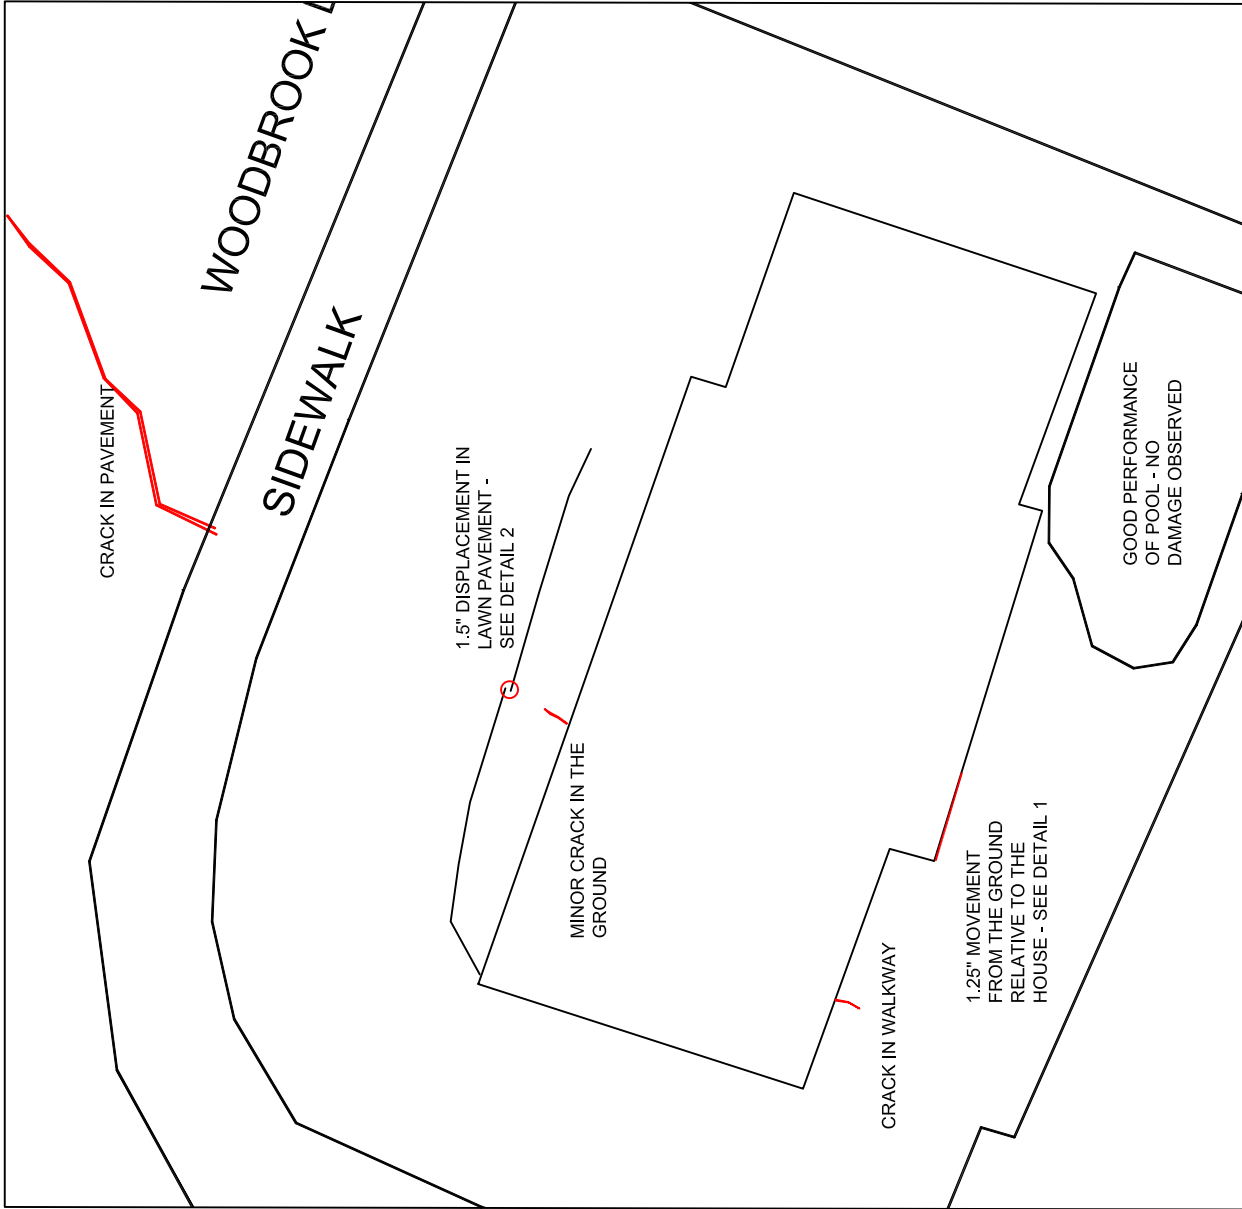 WOODBROOK
SIDEWALK
CRACK IN PAVEMENT
1.5" DISPLACEMENT IN
LAWN PAVEMENT -
SEE DETAIL 2
MINOR CRACK IN THE
GROUND
CRACK IN WALKWAY
1.25" MOVEMENT
FROM THE GROUND
RELATIVE TO THE
HOUSE - SEE DETAIL 1
GOOD PERFORMANCE
OF POOL - NO
DAMAGE OBSERVED